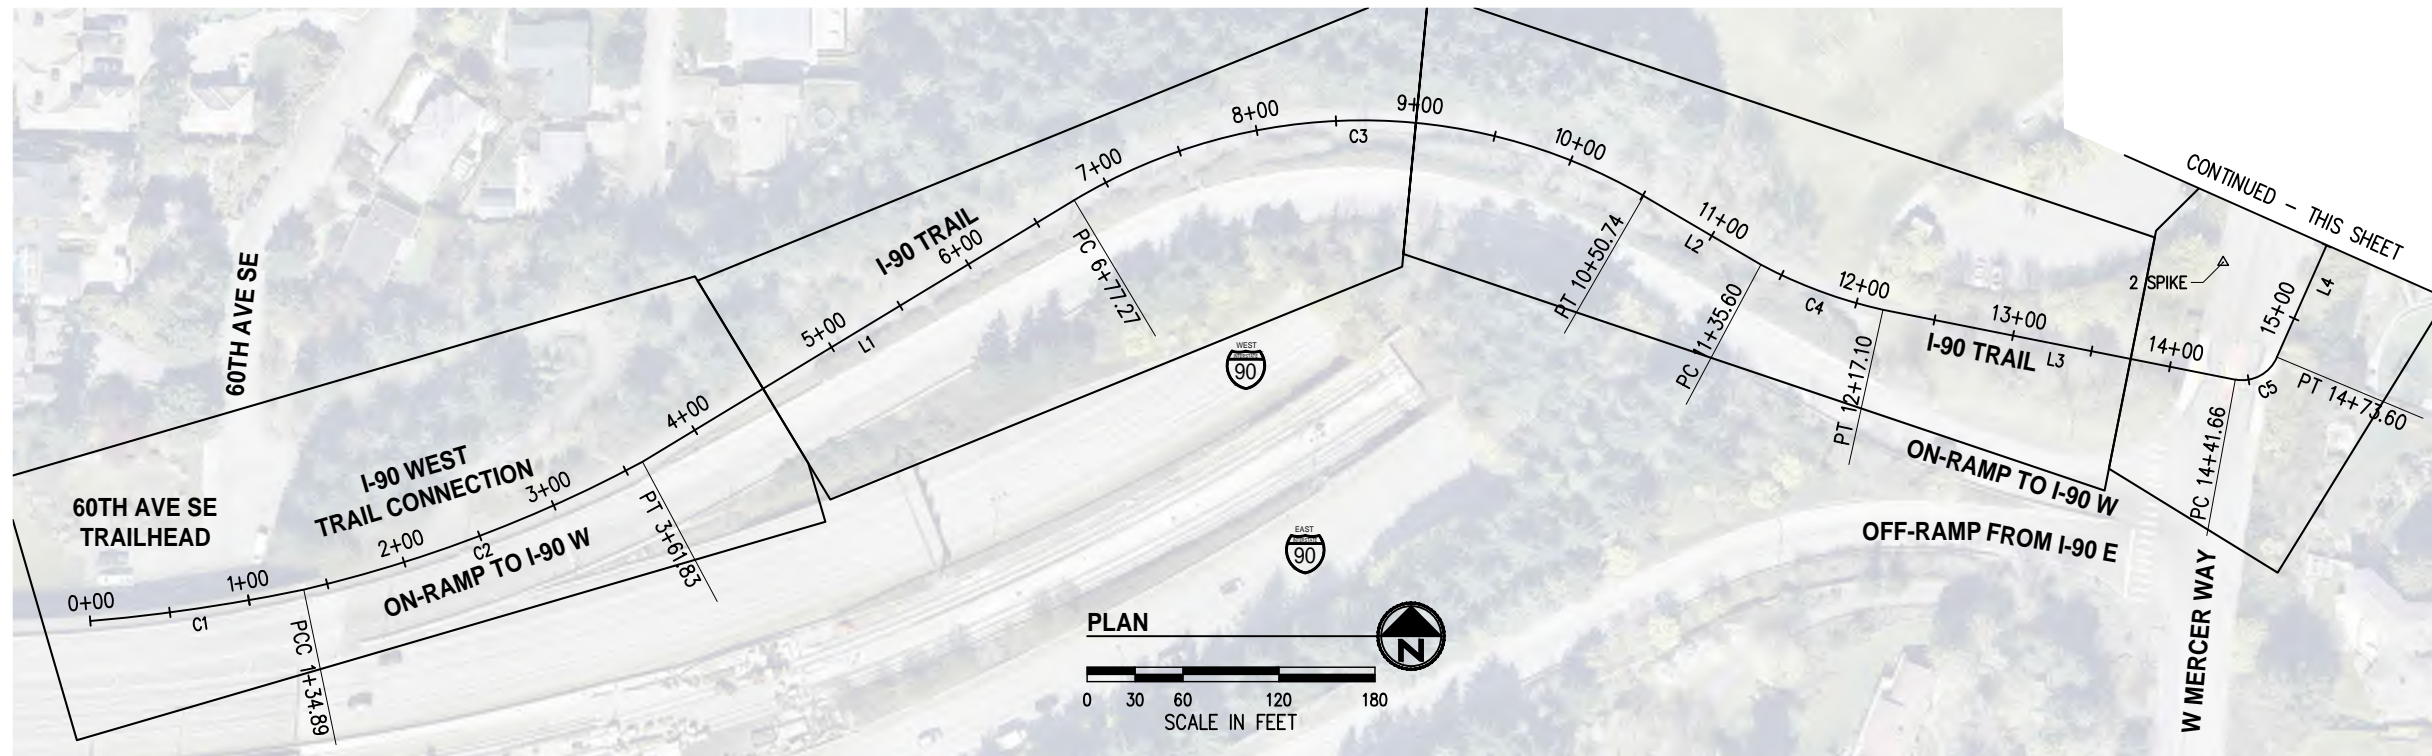 CONTINUED - THIS SHEET
60TH AVE SE
60TH AVE SE
TRAILHEAD
I-90 WEST
TRAIL CONNECTION
ON-RAMP TO I-90 W
0+00
C1
1+00
PCC 1+34.89
2+00
C2
3+00
PT 3+61.83
4+00
5+00
L1
I-90 TRAIL
6+00
PC 6+77.27
7+00
8+00
C3
9+00
10+00
PT 10+50.74
11+00
L2
PC 11+35.60
C4
12+00
PT 12+17.10
13+00
I-90 TRAIL
L3
14+00
PC 14+41.66
C5
PT 14+73.60
15+00
L4
2 SPIKE
WEST
INTERSTATE
90
EAST
INTERSTATE
90
ON-RAMP TO I-90 W
OFF-RAMP FROM I-90 E
W MERCER WAY
PLAN
N
0 30 60 120 180
SCALE IN FEET